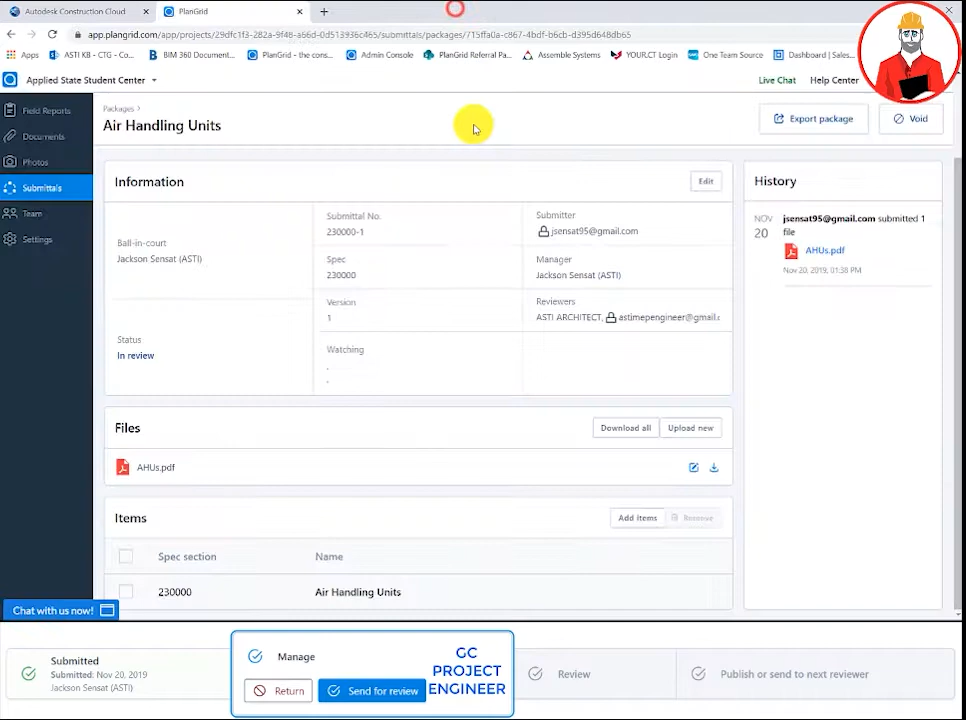 Autodesk Construction Cloud
PlanGrid
app.plangrid.com/app/projects/29dfc1f3-282a-9f48-a66d-0d513936c465/submittals/packages/715ffa0a-c867-4bdf-b6cb-d395d648db65
Apps
ASTI KB - CTG - Co...
BIM 360 Document...
PlanGrid - the cons...
Admin Console
PlanGrid Referral Pa...
Assemble Systems
YOUR.CT Login
One Team Source
Dashboard | Sales...
Applied State Student Center
Live Chat
Help Center
Field Reports
Documents
Photos
Submittals
Team
Settings
Packages
Air Handling Units
Export package
Void
Information
Edit
Ball-in-court
Jackson Sensat (ASTI)
Status
In review
Submittal No.
230000-1
Spec
230000
Version
1
Watching
Submitter
jsensat95@gmail.com
Manager
Jackson Sensat (ASTI)
Reviewers
ASTI ARCHITECT, astimepengineer@gmail.c
History
NOV
20
jsensat95@gmail.com submitted 1
file
AHUs.pdf
Nov 20, 2019, 01:38 PM
Files
Download all
Upload new
AHUs.pdf
Items
Add items
Remove
Spec section
Name
230000
Air Handling Units
Chat with us now!
Submitted
Submitted: Nov 20, 2019
Jackson Sensat (ASTI)
Manage
Return
Send for review
GC
PROJECT
ENGINEER
Review
Publish or send to next reviewer